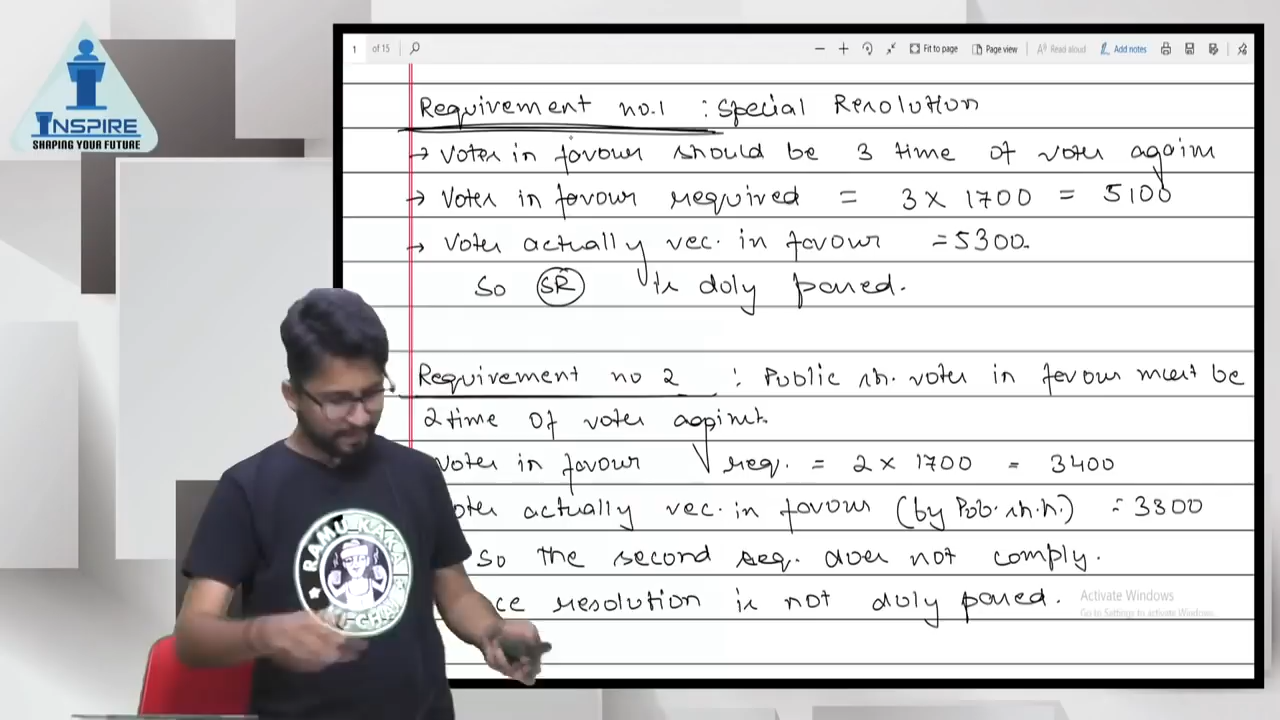 INSPIRE
SHAPING YOUR FUTURE
1 of 15 Fit to page Page view Read aloud Add notes
Requirement no.1 : Special Resolution
→ Votes in favour should be 3 time of votes against
→ Votes in favour required = 3 x 1700 = 5100
→ Votes actually rec. in favour = 5300.
So SR is duly passed.
Requirement no 2 : Public sh. votes in favour must be
2 time of votes against.
Votes in favour req. = 2 x 1700 = 3400
otes actually rec. in favour (by Pub. sh.h.) = 3300
So the second req. does not comply.
ce resolution is not duly passed.
Activate Windows
Go to Settings to activate Windows.
RAMU KAKA